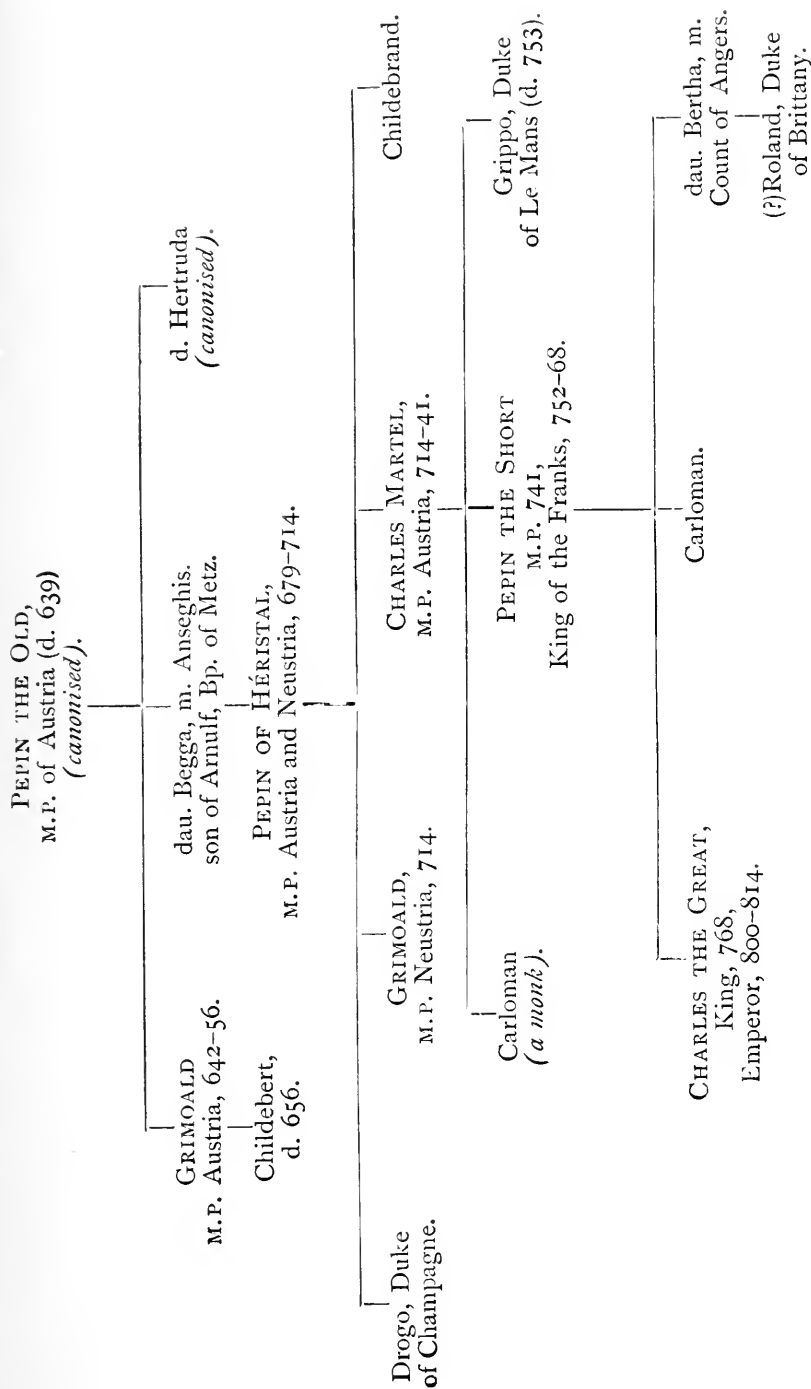 PEPIN THE OLD,
M.P. of Austria (d. 639)
(canonised).
GRIMOALD
M.P. Austria, 642–56.
Childebert,
d. 656.
dau. Begga, m. Anseghis.
son of Arnulf, Bp. of Metz.
PEPIN OF HÉRISTAL,
M.P. Austria and Neustria, 679–714.
d. Hertruda
(canonised).
Drogo, Duke
of Champagne.
GRIMOALD,
M.P. Neustria, 714.
CHARLES MARTEL,
M.P. Austria, 714–41.
Childebrand.
Carloman
(a monk).
PEPIN THE SHORT
M.P. 741,
King of the Franks, 752–68.
Grippo, Duke
of Le Mans (d. 753).
CHARLES THE GREAT,
King, 768,
Emperor, 800–814.
Carloman.
dau. Bertha, m.
Count of Angers.
(?)Roland, Duke
of Brittany.